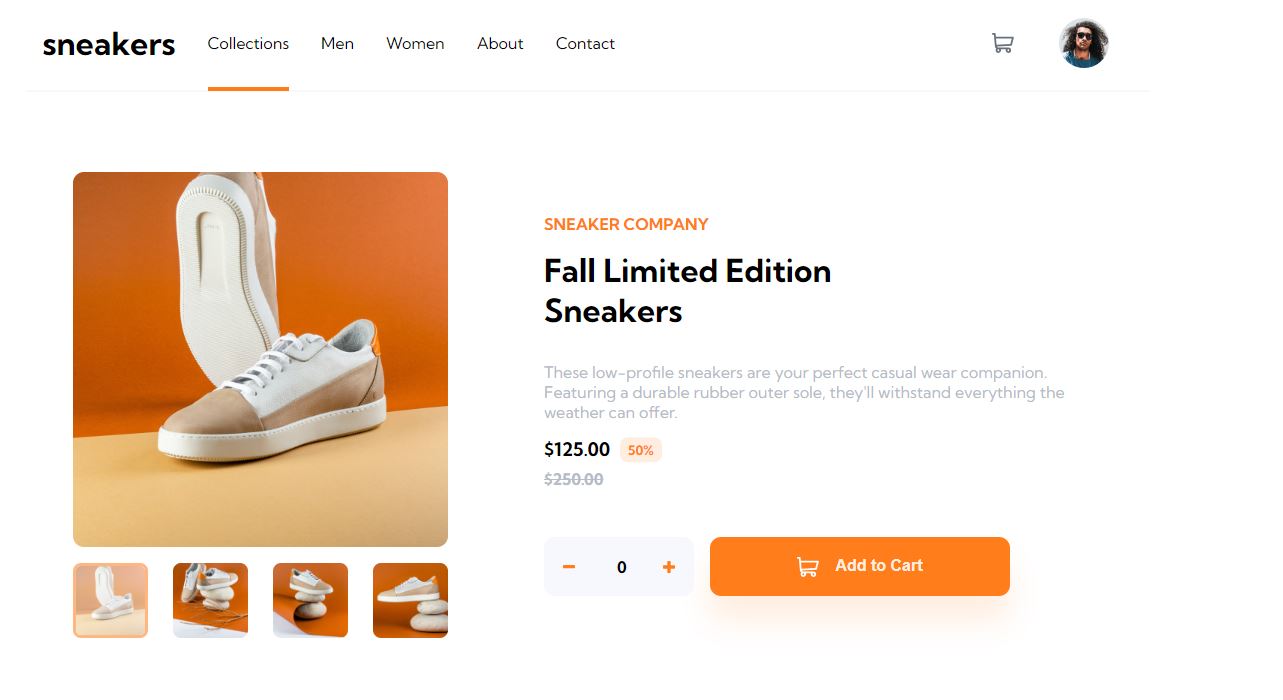 sneakers
Collections Men Women About Contact
SNEAKER COMPANY
Fall Limited Edition
Sneakers
These low-profile sneakers are your perfect casual wear companion.
Featuring a durable rubber outer sole, they'll withstand everything the
weather can offer.
$125.00 50%
$250.00
0 Add to Cart